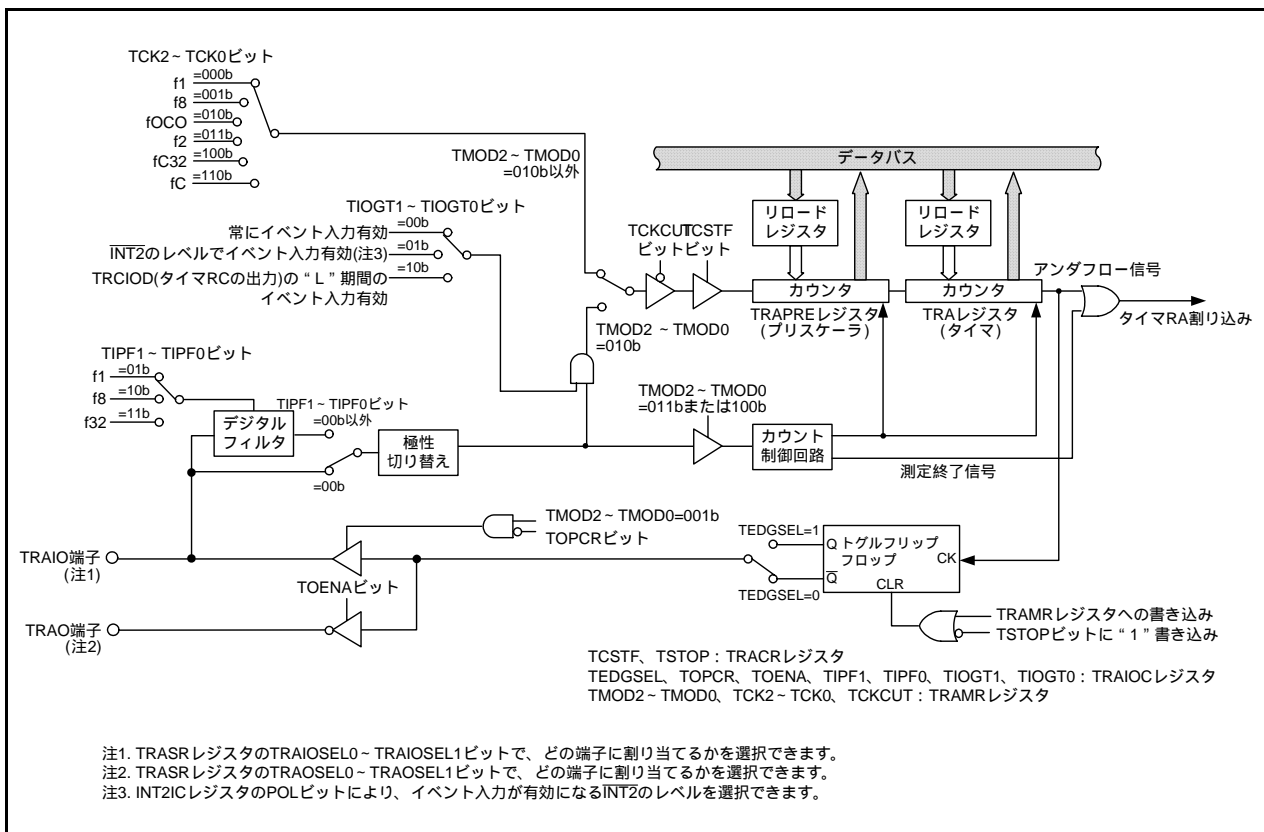 TCK2~TCK0ビット
f1 =000b
f8 =001b
fOCO =010b
f2 =011b
fC32 =100b
fC =110b
TMOD2~TMOD0
=010b以外
データバス
TIOGT1~TIOGT0ビット
常にイベント入力有効 =00b
INT2のレベルでイベント入力有効(注3) =01b
TRCIOD(タイマRCの出力)の“L”期間の =10b
イベント入力有効
TCKCUT
ビット
TCSTF
ビット
リロード
レジスタ
リロード
レジスタ
カウンタ
TRAPREレジスタ
(プリスケーラ)
カウンタ
TRAレジスタ
(タイマ)
アンダフロー信号
タイマRA割り込み
TMOD2~TMOD0
=010b
TIPF1~TIPF0ビット
f1 =01b
f8 =10b
f32 =11b
デジタル
フィルタ
TIPF1~TIPF0ビット
=00b以外
=00b
極性
切り替え
TMOD2~TMOD0
=011bまたは100b
カウント
制御回路
測定終了信号
TMOD2~TMOD0=001b
TOPCRビット
TRAIO端子
(注1)
TOENAビット
TRAO端子
(注2)
TEDGSEL=1
TEDGSEL=0
Q トグルフリップ
フロップ
Q
CK
CLR
TRAMRレジスタへの書き込み
TSTOPビットに“1”書き込み
TCSTF、TSTOP:TRACRレジスタ
TEDGSEL、TOPCR、TOENA、TIPF1、TIPF0、TIOGT1、TIOGT0:TRAIOCレジスタ
TMOD2~TMOD0、TCK2~TCK0、TCKCUT:TRAMRレジスタ
注1. TRASRレジスタのTRAIOSEL0~TRAIOSEL1ビットで、どの端子に割り当てるかを選択できます。
注2. TRASRレジスタのTRAOSEL0~TRAOSEL1ビットで、どの端子に割り当てるかを選択できます。
注3. INT2ICレジスタのPOLビットにより、イベント入力が有効になるINT2のレベルを選択できます。